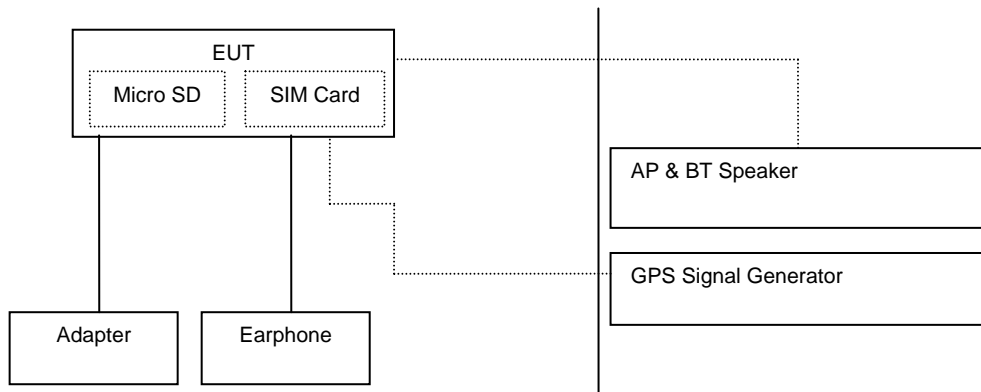 EUT
Micro SD
SIM Card
AP & BT Speaker
GPS Signal Generator
Adapter
Earphone